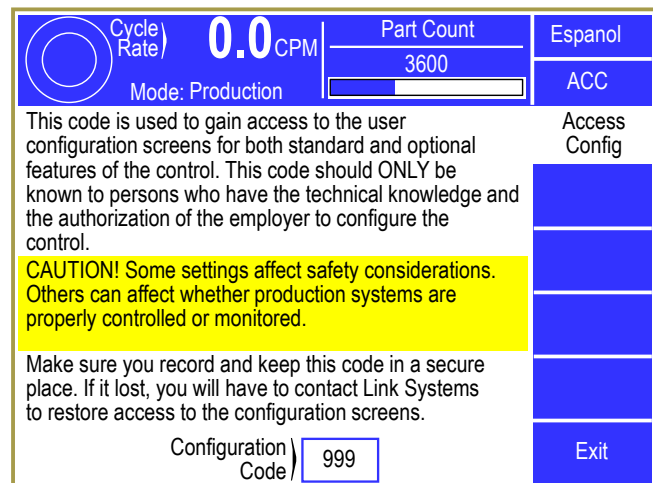 Cycle
Rate
0.0 CPM
Mode: Production
Part Count
3600
Espanol
ACC
Access
Config
This code is used to gain access to the user
configuration screens for both standard and optional
features of the control. This code should ONLY be
known to persons who have the technical knowledge and
the authorization of the employer to configure the
control.
CAUTION! Some settings affect safety considerations.
Others can affect whether production systems are
properly controlled or monitored.
Make sure you record and keep this code in a secure
place. If it lost, you will have to contact Link Systems
to restore access to the configuration screens.
Configuration
Code
999
Exit